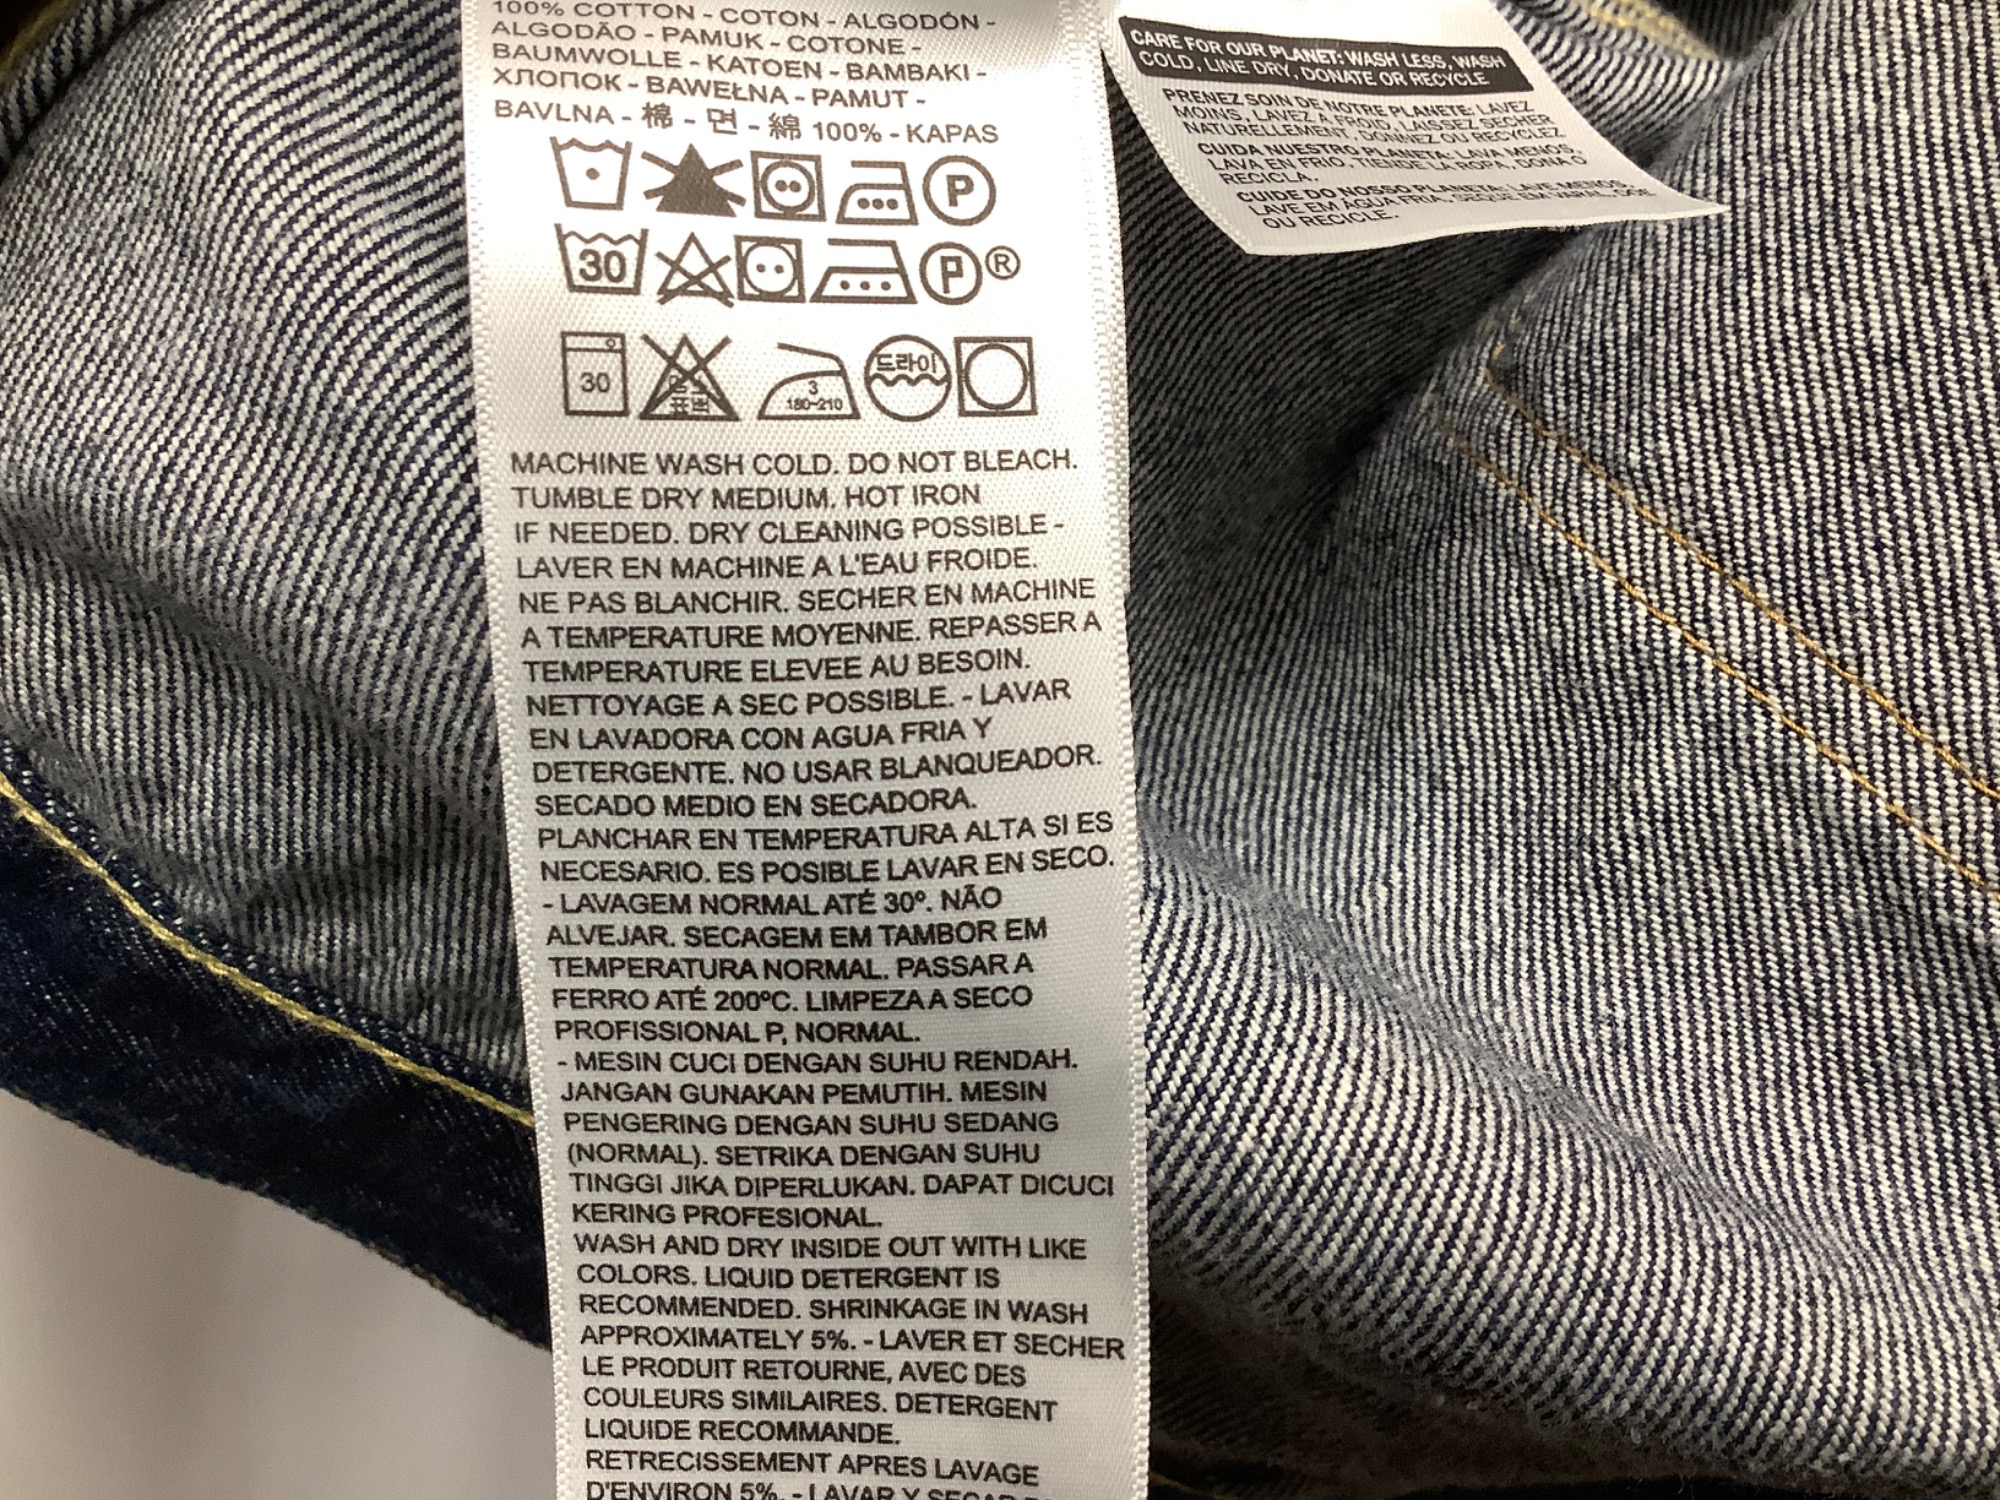 100% COTTON - COTON - ALGODÓN -
ALGODÃO - PAMUK - COTONE -
BAUMWOLLE - KATOEN - BAMBAKI -
ХЛОПОК - BAWEŁNA - PAMUT -
BAVLNA - 棉 - 면 - 綿 100% - KAPAS
P
30 P ®
30 3 180~210 드라이
MACHINE WASH COLD. DO NOT BLEACH.
TUMBLE DRY MEDIUM. HOT IRON
IF NEEDED. DRY CLEANING POSSIBLE -
LAVER EN MACHINE A L'EAU FROIDE.
NE PAS BLANCHIR. SECHER EN MACHINE
A TEMPERATURE MOYENNE. REPASSER A
TEMPERATURE ELEVEE AU BESOIN.
NETTOYAGE A SEC POSSIBLE. - LAVAR
EN LAVADORA CON AGUA FRIA Y
DETERGENTE. NO USAR BLANQUEADOR.
SECADO MEDIO EN SECADORA.
PLANCHAR EN TEMPERATURA ALTA SI ES
NECESARIO. ES POSIBLE LAVAR EN SECO.
- LAVAGEM NORMAL ATÉ 30º. NÃO
ALVEJAR. SECAGEM EM TAMBOR EM
TEMPERATURA NORMAL. PASSAR A
FERRO ATÉ 200ºC. LIMPEZA A SECO
PROFISSIONAL P, NORMAL.
- MESIN CUCI DENGAN SUHU RENDAH.
JANGAN GUNAKAN PEMUTIH. MESIN
PENGERING DENGAN SUHU SEDANG
(NORMAL). SETRIKA DENGAN SUHU
TINGGI JIKA DIPERLUKAN. DAPAT DICUCI
KERING PROFESIONAL.
WASH AND DRY INSIDE OUT WITH LIKE
COLORS. LIQUID DETERGENT IS
RECOMMENDED. SHRINKAGE IN WASH
APPROXIMATELY 5%. - LAVER ET SECHER
LE PRODUIT RETOURNE, AVEC DES
COULEURS SIMILAIRES. DETERGENT
LIQUIDE RECOMMANDE.
RETRECISSEMENT APRES LAVAGE
D'ENVIRON 5%. - LAVAR Y
CARE FOR OUR PLANET: WASH LESS, WASH
COLD, LINE DRY, DONATE OR RECYCLE
PRENEZ SOIN DE NOTRE PLANETE: LAVEZ
MOINS, LAVEZ A FROID, LAISSEZ SECHER
NATURELLEMENT, DONNEZ OU RECYCLEZ
CUIDA NUESTRO PLANETA: LAVA MENOS,
LAVA EN FRIO, TIENDE LA ROPA, DONA O
RECICLA.
CUIDE DO NOSSO PLANETA: LAVE MENOS,
LAVE EM ÁGUA FRIA, SEQUE EM VARAL, DOE
OU RECICLE.